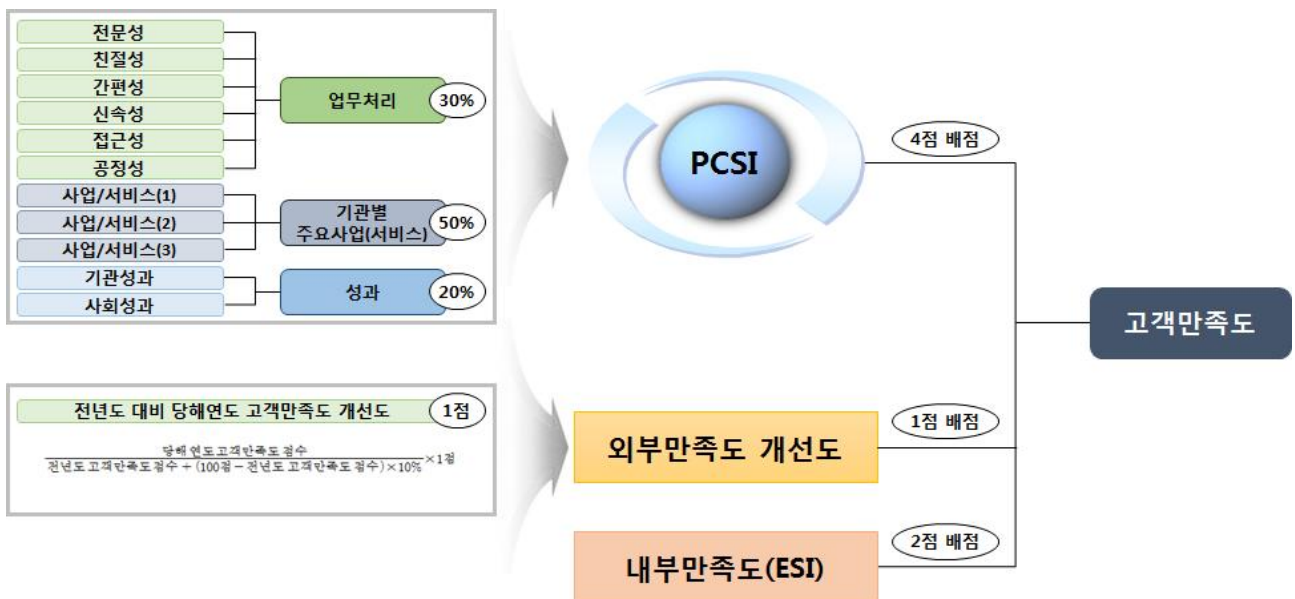 전문성
친절성
간편성
신속성
접근성
공정성
업무처리
30%
사업/서비스(1)
사업/서비스(2)
사업/서비스(3)
기관별
주요사업(서비스)
50%
기관성과
사회성과
성과
20%
PCSI
4점 배점
고객만족도
전년도 대비 당해연도 고객만족도 개선도
1점
당해연도고객만족도점수
전년도고객만족도점수 + (100점 - 전년도고객만족도점수) × 10%
× 1점
외부만족도 개선도
1점 배점
내부만족도(ESI)
2점 배점